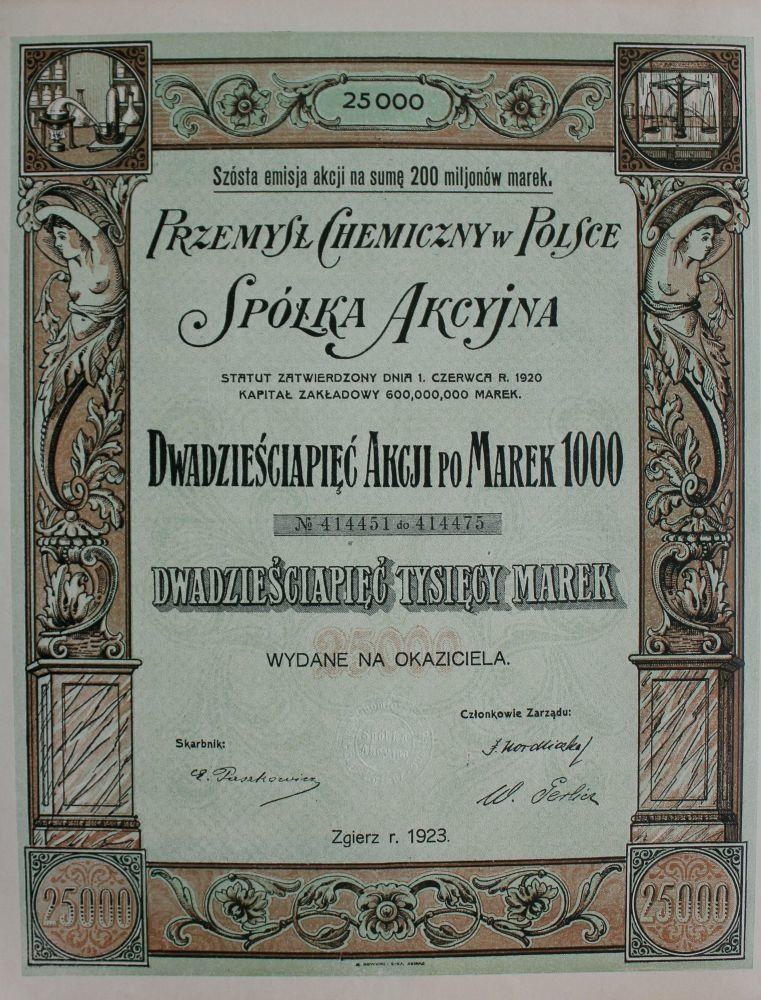 25000
Szósta emisja akcji na sumę 200 miljonów marek.
Przemysł Chemiczny w Polsce
Spółka Akcyjna
STATUT ZATWIERDZONY DNIA 1. CZERWCA R. 1920
KAPITAŁ ZAKŁADOWY 600,000,000 MAREK.
Dwadzieściapięć Akcji po Marek 1000
№ 414451 do 414475
DWADZIEŚCIAPIĘĆ TYSIĘCY MAREK
25000
WYDANE NA OKAZICIELA.
Członkowie Zarządu:
Skarbnik:
Spółka
Akcyjna
Zgierz r. 1923.
25000
25000